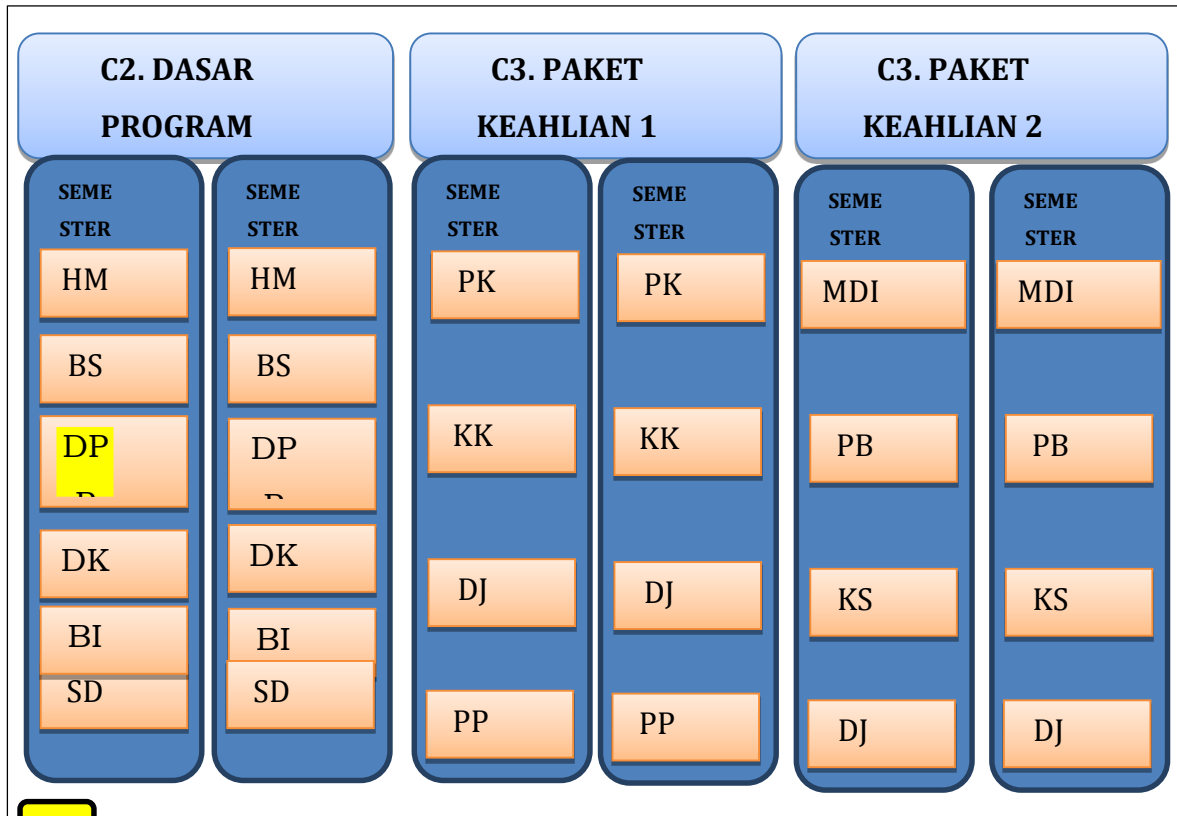 C2. DASAR
PROGRAM
C3. PAKET
KEAHLIAN 1
C3. PAKET
KEAHLIAN 2
SEME
STER
HM
BS
DP
DK
BI
SD
SEME
STER
HM
BS
DP
DK
BI
SD
SEME
STER
PK
KK
DJ
PP
SEME
STER
PK
KK
DJ
PP
SEME
STER
MDI
PB
KS
DJ
SEME
STER
MDI
PB
KS
DJ